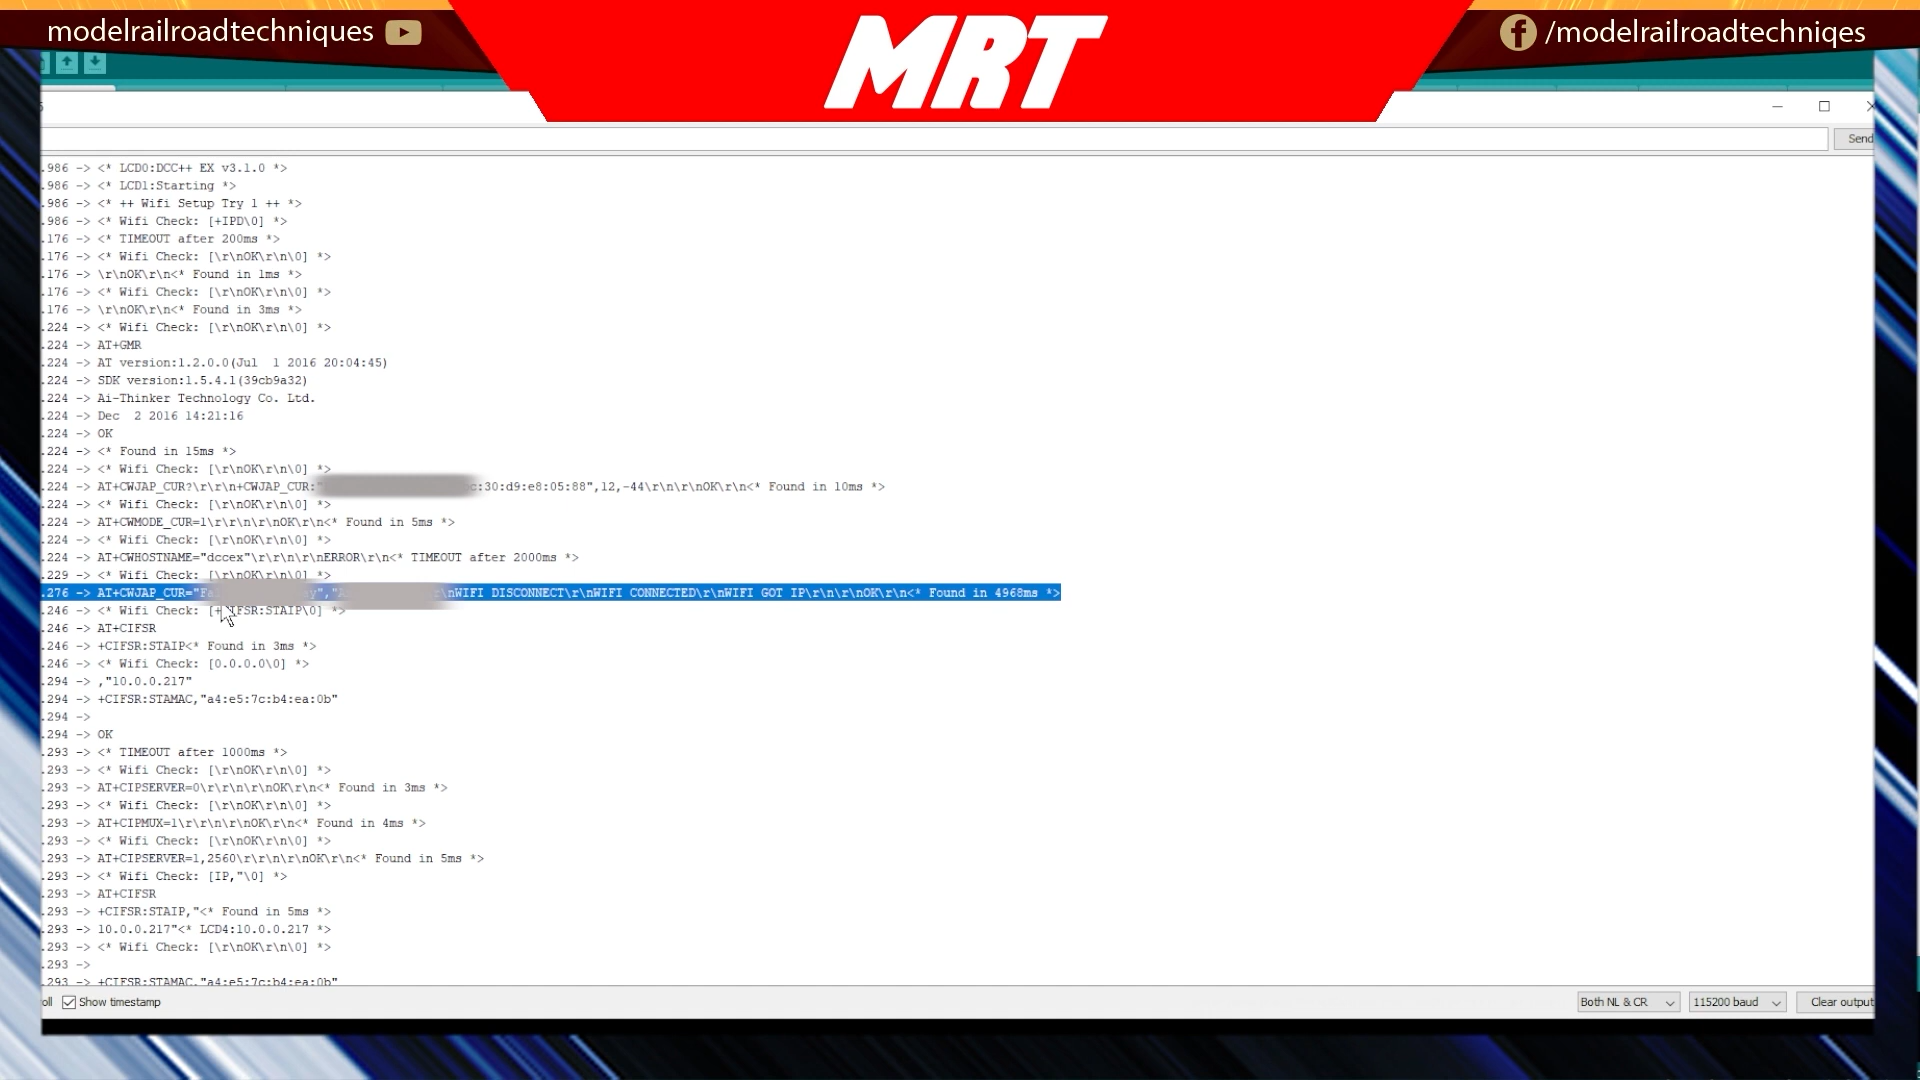 modelrailroadtechniques
MRT
/modelrailroadtechniqes
Send
.986 -> <* LCD0:DCC++ EX v3.1.0 *>
.986 -> <* LCD1:Starting *>
.986 -> <* ++ Wifi Setup Try 1 ++ *>
.986 -> <* Wifi Check: [+IPD\0] *>
.176 -> <* TIMEOUT after 200ms *>
.176 -> <* Wifi Check: [\r\nOK\r\n\0] *>
.176 -> \r\nOK\r\n<* Found in 1ms *>
.176 -> <* Wifi Check: [\r\nOK\r\n\0] *>
.176 -> \r\nOK\r\n<* Found in 3ms *>
.224 -> <* Wifi Check: [\r\nOK\r\n\0] *>
.224 -> AT+GMR
.224 -> AT version:1.2.0.0(Jul  1 2016 20:04:45)
.224 -> SDK version:1.5.4.1(39cb9a32)
.224 -> Ai-Thinker Technology Co. Ltd.
.224 -> Dec  2 2016 14:21:16
.224 -> OK
.224 -> <* Found in 15ms *>
.224 -> <* Wifi Check: [\r\nOK\r\n\0] *>
.224 -> AT+CWJAP_CUR?\r\r\n+CWJAP_CUR:" :30:d9:e8:05:88",12,-44\r\n\r\nOK\r\n<* Found in 10ms *>
.224 -> <* Wifi Check: [\r\nOK\r\n\0] *>
.224 -> AT+CWMODE_CUR=1\r\r\n\r\nOK\r\n<* Found in 5ms *>
.224 -> <* Wifi Check: [\r\nOK\r\n\0] *>
.224 -> AT+CWHOSTNAME="dccex"\r\r\n\r\nERROR\r\n<* TIMEOUT after 2000ms *>
.229 -> <* Wifi Check: [\r\nOK\r\n\0] *>
.276 -> AT+CWJAP_CUR=" "," \r\nWIFI DISCONNECT\r\nWIFI CONNECTED\r\nWIFI GOT IP\r\n\r\nOK\r\n<* Found in 4968ms *>
.246 -> <* Wifi Check: [+CIFSR:STAIP\0] *>
.246 -> AT+CIFSR
.246 -> +CIFSR:STAIP<* Found in 3ms *>
.246 -> <* Wifi Check: [0.0.0.0\0] *>
.294 -> ,"10.0.0.217"
.294 -> +CIFSR:STAMAC,"a4:e5:7c:b4:ea:0b"
.294 ->
.294 -> OK
.293 -> <* TIMEOUT after 1000ms *>
.293 -> <* Wifi Check: [\r\nOK\r\n\0] *>
.293 -> AT+CIPSERVER=0\r\r\n\r\nOK\r\n<* Found in 3ms *>
.293 -> <* Wifi Check: [\r\nOK\r\n\0] *>
.293 -> AT+CIPMUX=1\r\r\n\r\nOK\r\n<* Found in 4ms *>
.293 -> <* Wifi Check: [\r\nOK\r\n\0] *>
.293 -> AT+CIPSERVER=1,2560\r\r\n\r\nOK\r\n<* Found in 5ms *>
.293 -> <* Wifi Check: [IP,"\0] *>
.293 -> AT+CIFSR
.293 -> +CIFSR:STAIP,"<* Found in 5ms *>
.293 -> 10.0.0.217"<* LCD4:10.0.0.217 *>
.293 -> <* Wifi Check: [\r\nOK\r\n\0] *>
.293 ->
.293 -> +CIFSR:STAMAC,"a4:e5:7c:b4:ea:0b"
oll Show timestamp Both NL & CR 115200 baud Clear output